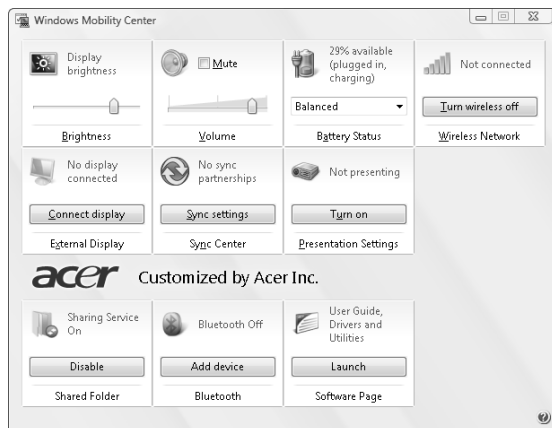 Windows Mobility Center
Display
brightness
Brightness
Mute
Volume
29% available
(plugged in,
charging)
Balanced
Battery Status
Not connected
Turn wireless off
Wireless Network
No display
connected
Connect display
External Display
No sync
partnerships
Sync settings
Sync Center
Not presenting
Turn on
Presentation Settings
acer Customized by Acer Inc.
Sharing Service
On
Disable
Shared Folder
Bluetooth Off
Add device
Bluetooth
User Guide,
Drivers and
Utilities
Launch
Software Page
?